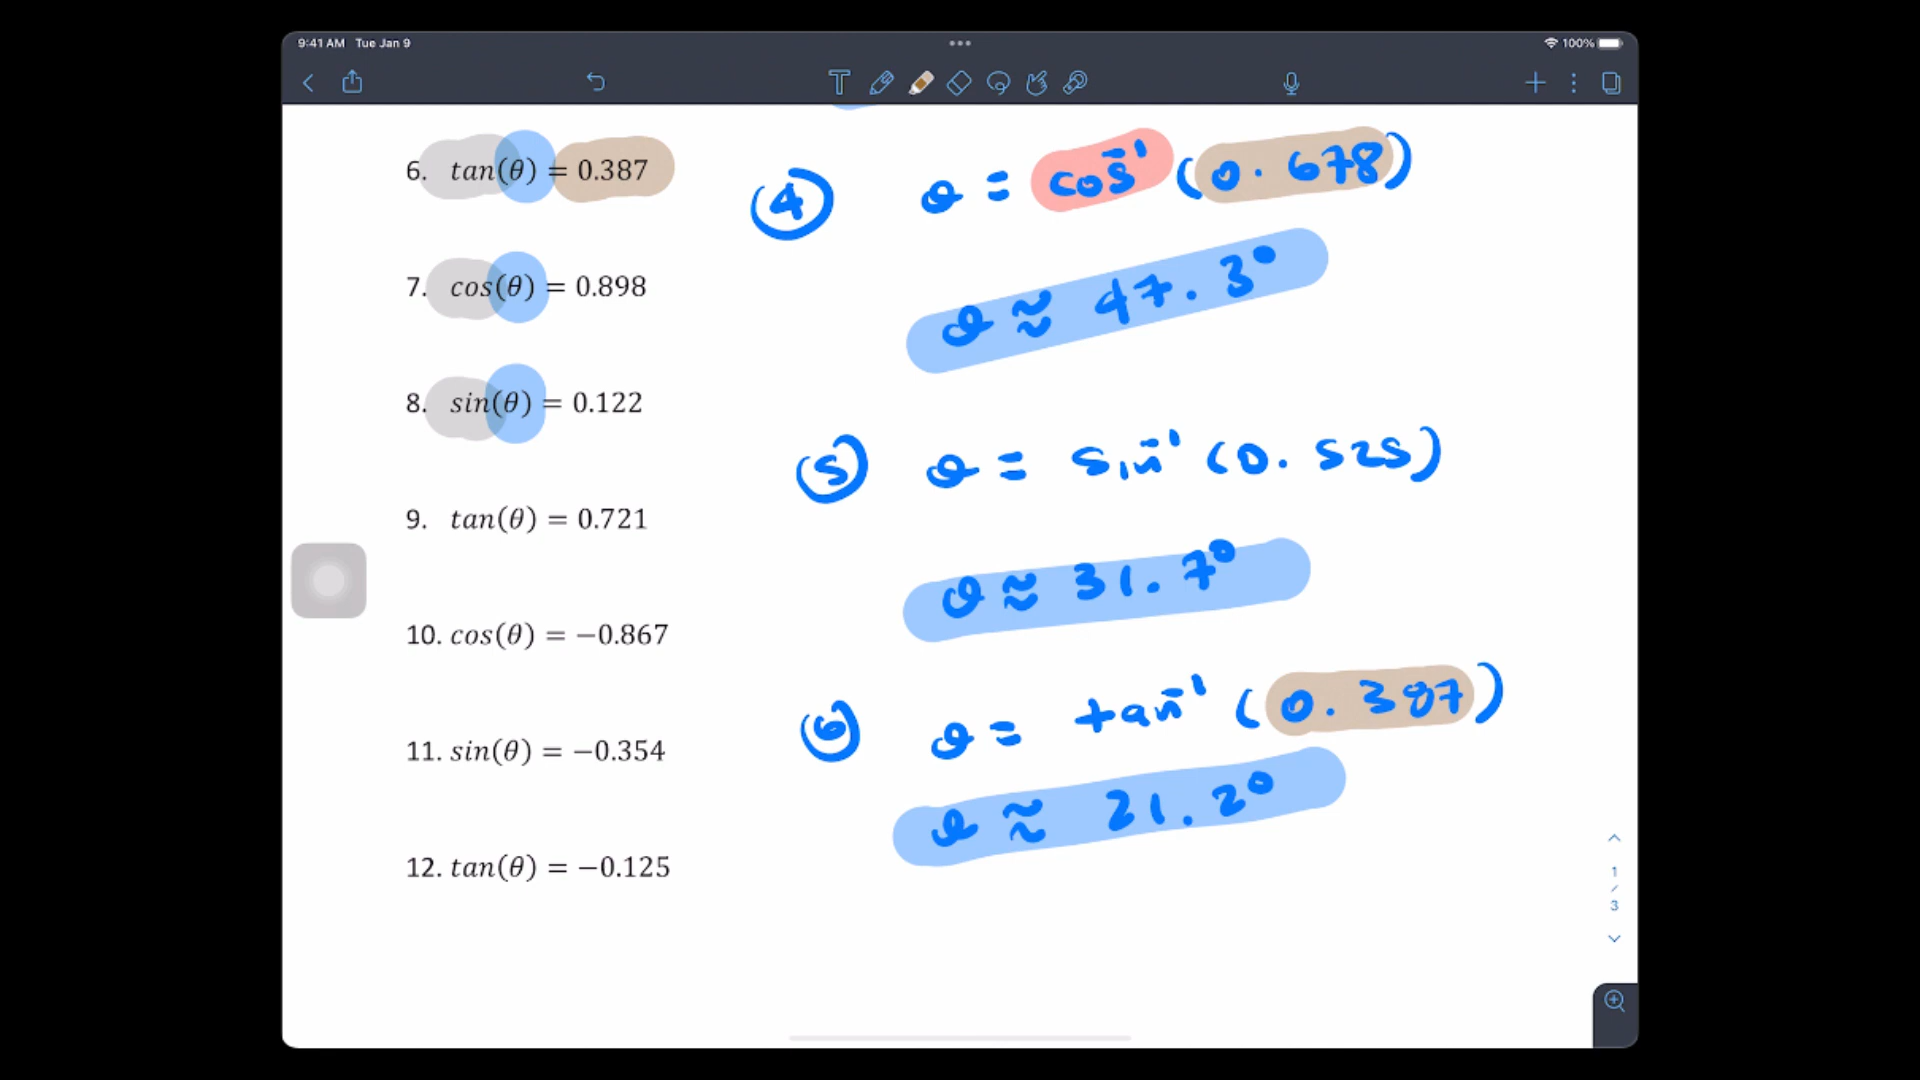 9:41 AM Tue Jan 9
100%
6. tan(θ) = 0.387
7. cos(θ) = 0.898
8. sin(θ) = 0.122
9. tan(θ) = 0.721
10. cos(θ) = −0.867
11. sin(θ) = −0.354
12. tan(θ) = −0.125
(4) θ = cos⁻¹ (0.678)
θ ≈ 47.3°
(5) θ = sin⁻¹ (0.525)
θ ≈ 31.7°
(6) θ = tan⁻¹ (0.387)
θ ≈ 21.2°
1
/
3